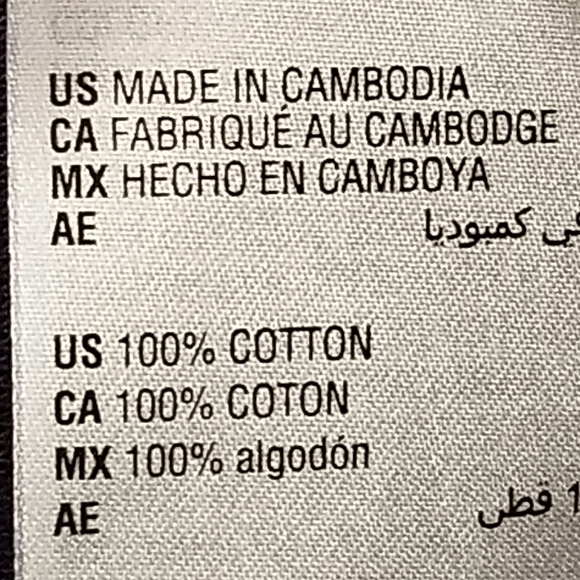 US MADE IN CAMBODIA
CA FABRIQUÉ AU CAMBODGE
MX HECHO EN CAMBOYA
AE كمبوديا
US 100% COTTON
CA 100% COTON
MX 100% algodón
AE قطن